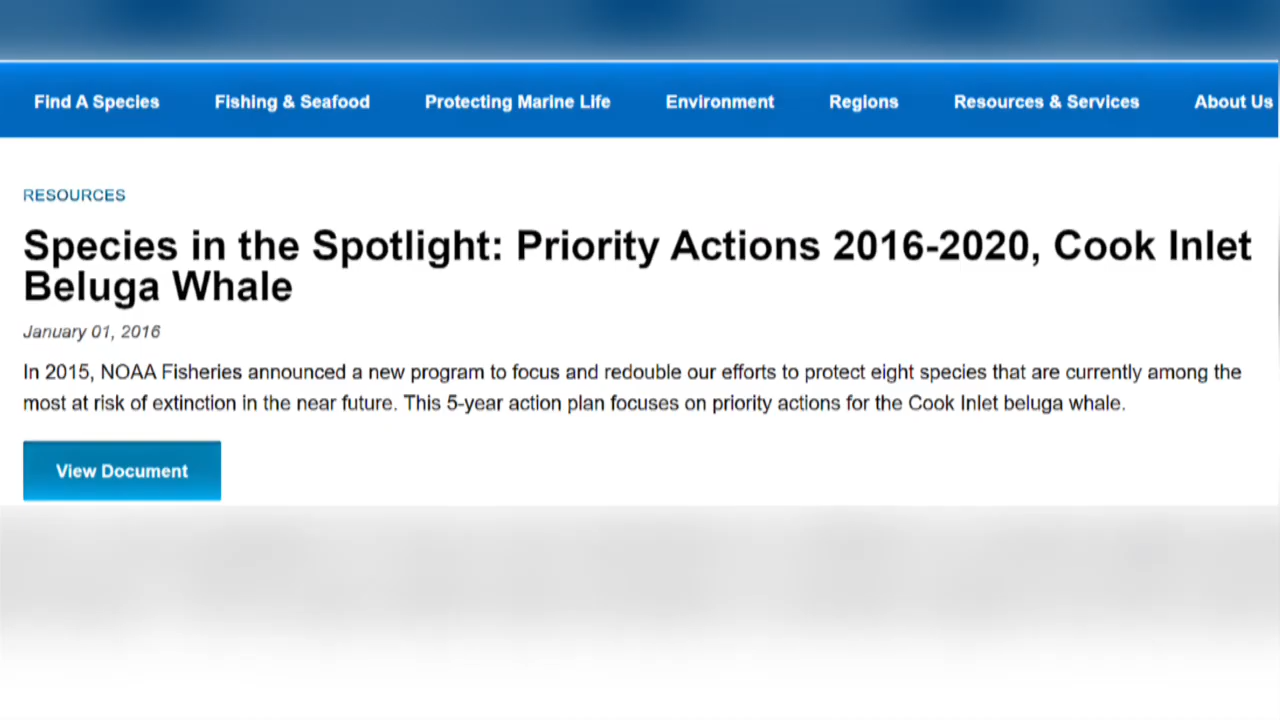 Find A Species Fishing & Seafood Protecting Marine Life Environment Regions Resources & Services About Us
RESOURCES
Species in the Spotlight: Priority Actions 2016-2020, Cook Inlet
Beluga Whale
January 01, 2016
In 2015, NOAA Fisheries announced a new program to focus and redouble our efforts to protect eight species that are currently among the
most at risk of extinction in the near future. This 5-year action plan focuses on priority actions for the Cook Inlet beluga whale.
View Document